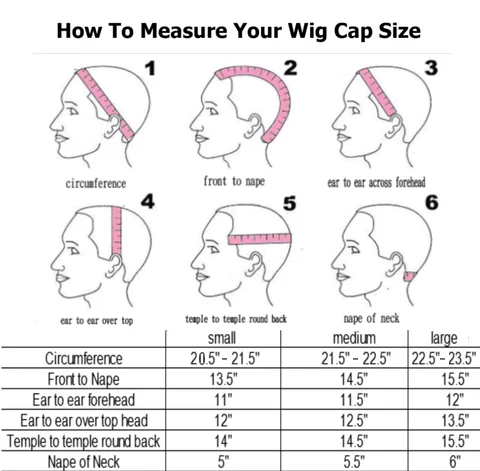 How To Measure Your Wig Cap Size
1 2 3
circumference front to nape ear to ear across forehead
4 5 6
ear to ear over top temple to temple round back nape of neck
small medium large
Circumference 20.5"- 21.5" 21.5" - 22.5" 22.5"- 23.5"
Front to Nape 13.5" 14.5" 15.5"
Ear to ear forehead 11" 11.5" 12"
Ear to ear over top head 12" 12.5" 13.5"
Temple to temple round back 14" 14.5" 15.5"
Nape of Neck 5" 5.5" 6"